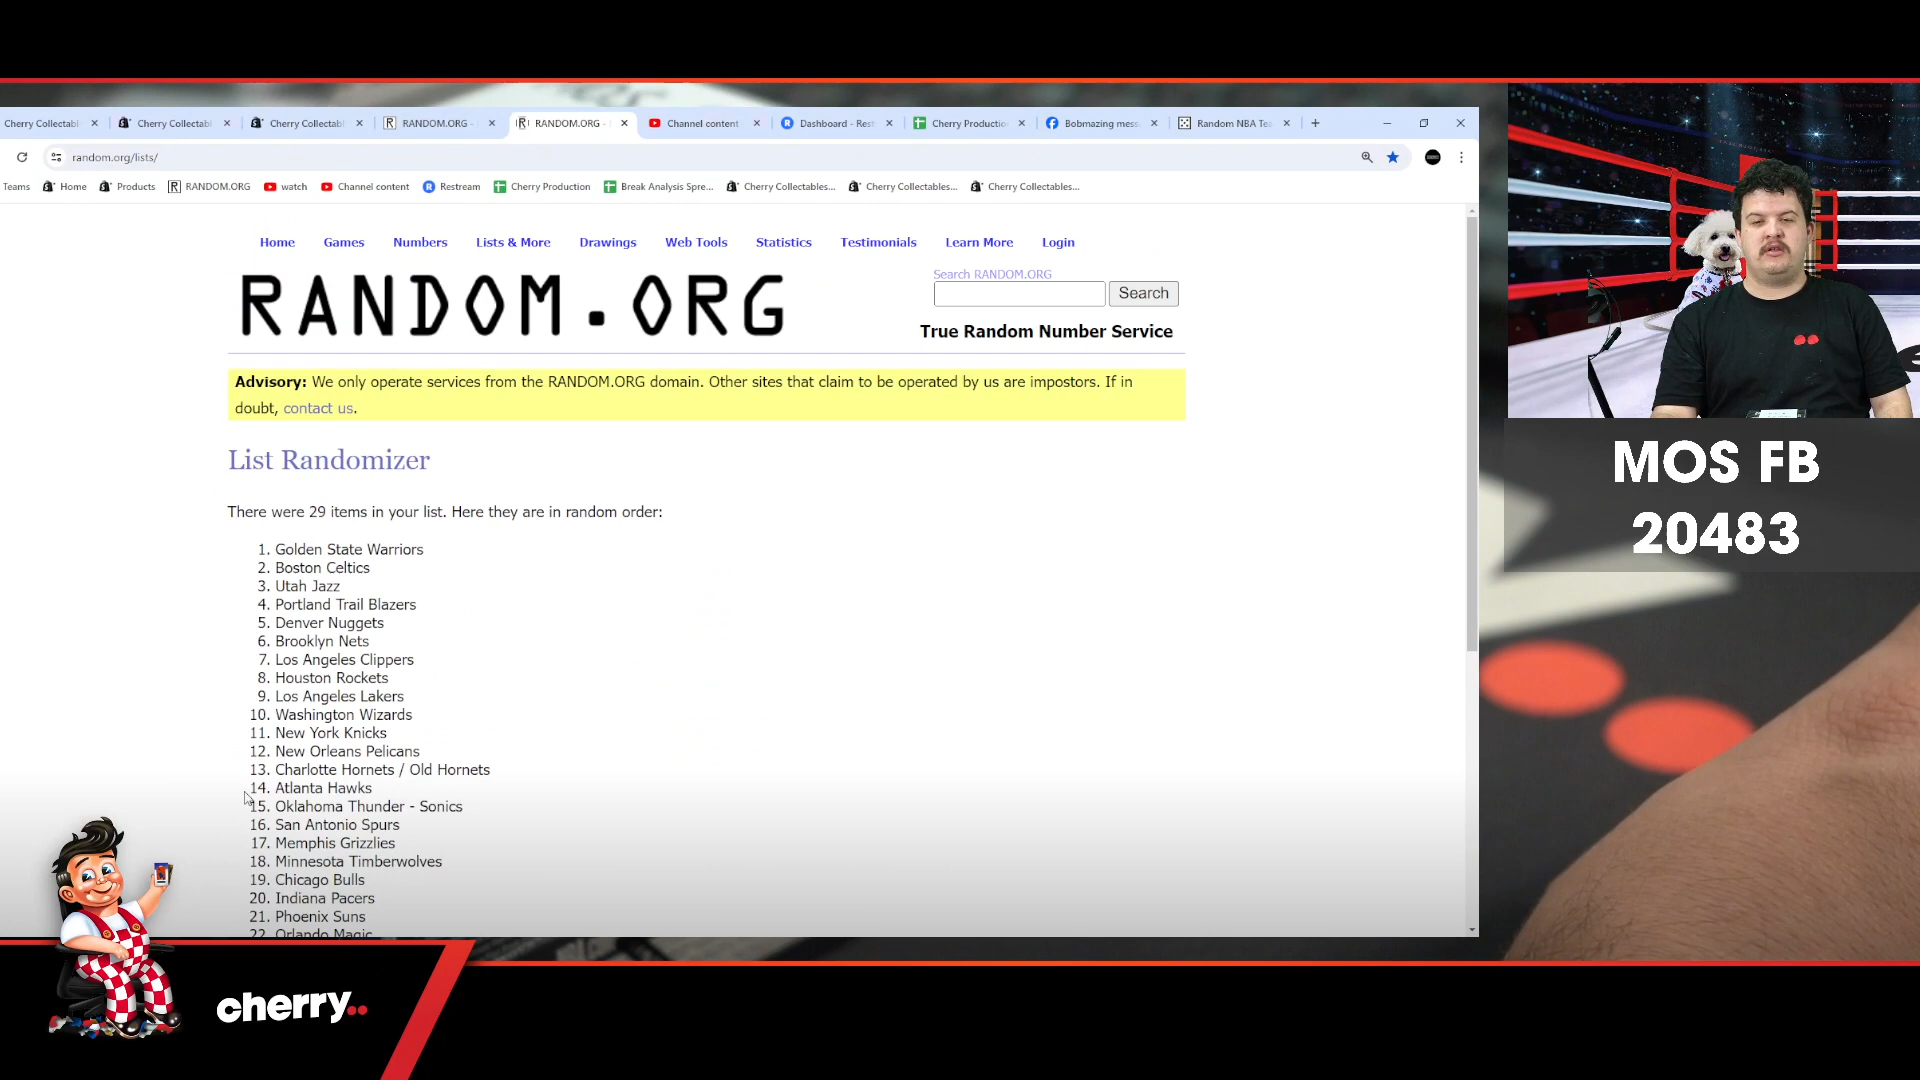 Cherry Collectabl
Cherry Collectabl
Cherry Collectabl
RANDOM.ORG -
RANDOM.ORG -
Channel content
Dashboard - Rest
Cherry Productio
Bobmazing mess
Random NBA Tea
random.org/lists/
Teams
Home
Products
RANDOM.ORG
watch
Channel content
Restream
Cherry Production
Break Analysis Spre...
Cherry Collectables...
Cherry Collectables...
Cherry Collectables...
Home Games Numbers Lists & More Drawings Web Tools Statistics Testimonials Learn More Login
RANDOM.ORG
Search RANDOM.ORG
Search
True Random Number Service
Advisory: We only operate services from the RANDOM.ORG domain. Other sites that claim to be operated by us are impostors. If in
doubt, contact us.
List Randomizer
There were 29 items in your list. Here they are in random order:
1. Golden State Warriors
2. Boston Celtics
3. Utah Jazz
4. Portland Trail Blazers
5. Denver Nuggets
6. Brooklyn Nets
7. Los Angeles Clippers
8. Houston Rockets
9. Los Angeles Lakers
10. Washington Wizards
11. New York Knicks
12. New Orleans Pelicans
13. Charlotte Hornets / Old Hornets
14. Atlanta Hawks
15. Oklahoma Thunder - Sonics
16. San Antonio Spurs
17. Memphis Grizzlies
18. Minnesota Timberwolves
19. Chicago Bulls
20. Indiana Pacers
21. Phoenix Suns
22. Orlando Magic
MOS FB
20483
cherry..